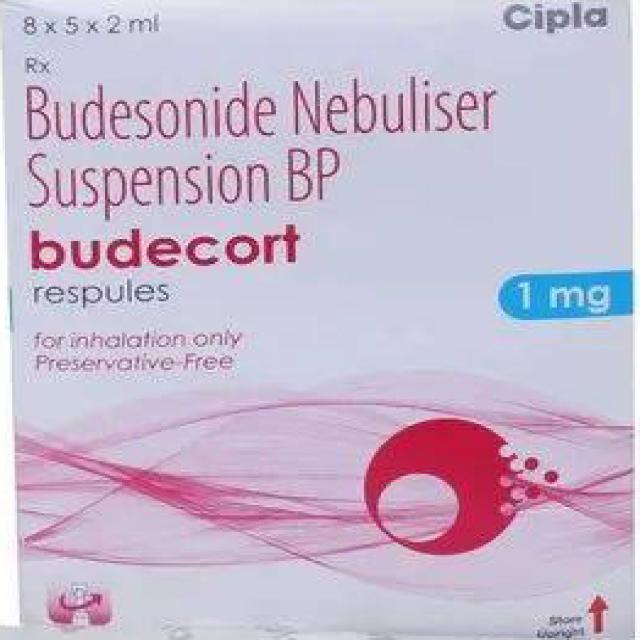 8 x 5 x 2 ml
Cipla
Rx
Budesonide Nebuliser
Suspension BP
budecort
respules
1 mg
for inhalation only
Preservative-Free
Store
Upright